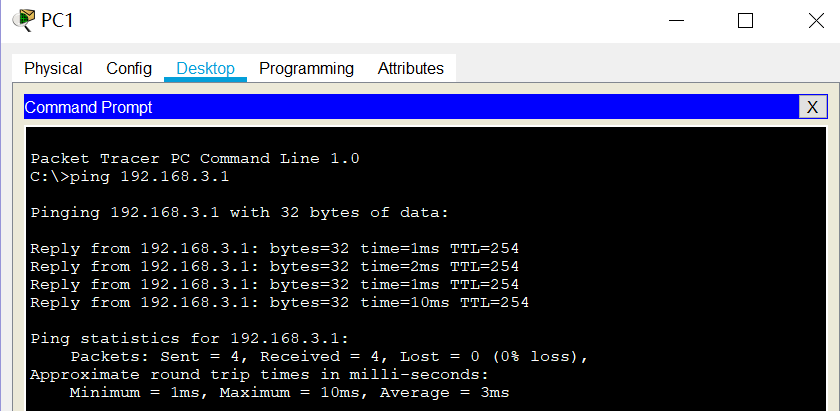 PC1
Physical Config Desktop Programming Attributes
Command Prompt X
Packet Tracer PC Command Line 1.0
C:\>ping 192.168.3.1
Pinging 192.168.3.1 with 32 bytes of data:
Reply from 192.168.3.1: bytes=32 time=1ms TTL=254
Reply from 192.168.3.1: bytes=32 time=2ms TTL=254
Reply from 192.168.3.1: bytes=32 time=1ms TTL=254
Reply from 192.168.3.1: bytes=32 time=10ms TTL=254
Ping statistics for 192.168.3.1:
    Packets: Sent = 4, Received = 4, Lost = 0 (0% loss),
Approximate round trip times in milli-seconds:
    Minimum = 1ms, Maximum = 10ms, Average = 3ms